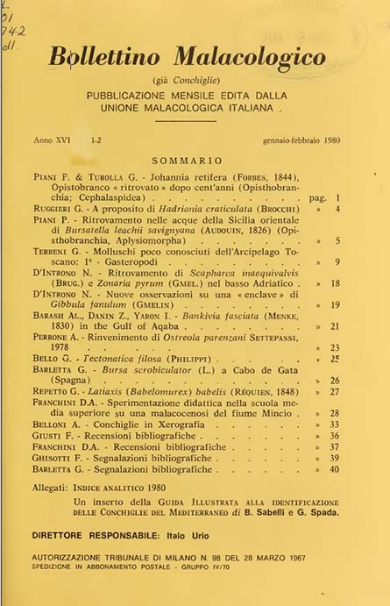 L.
01
742
oll.
Bollettino Malacologico
(già Conchiglie)
PUBBLICAZIONE MENSILE EDITA DALLA
UNIONE MALACOLOGICA ITALIANA .
Anno XVI 1-2 gennaio-febbraio 1980
SOMMARIO
PIANI F. & TUROLLA G. - Johannia retifera (FORBES, 1844),
Opistobranco « ritrovato » dopo cent'anni (Opisthobran-
chia; Cephalaspidea) . . . . . . . . pag. 1
RUGGIERI G. - A proposito di Hadriania craticulata (BROCCHI) » 4
PIANI P. - Ritrovamento nelle acque della Sicilia orientale
di Bursatella leachii savignyana (AUDOUIN, 1826) (Opi-
sthobranchia, Aplysiomorpha) . . . . . . » 5
TERRENI G. - Molluschi poco conosciuti dell'Arcipelago To-
scano: I° - Gasteropodi . . . . . . . » 9
D'INTRONO N. - Ritrovamento di Scapharca inaequivalvis
(BRUG.) e Zonaria pyrum (GMEL.) nel basso Adriatico . » 18
D'INTRONO N. - Nuove osservazioni su una « enclave » di
Gibbula fanulum (GMELIN) . . . . . . » 19
BARASH AL., DANIN Z., YARON I. - Bankivia fasciata (MENKE,
1830) in the Gulf of Aqaba . . . . . . » 21
PERRONE A. - Rinvenimento di Ostreola parenzani SETTEPASSI,
1978 . . . . . . . . . . » 23
BELLO G. - Tectonatica filosa (PHILIPPI) . . . . » 25
BARLETTA G. - Bursa scrobiculator (L.) a Cabo de Gata
(Spagna) . . . . . . . . . » 26
REPETTO G. - Latiaxis (Babelomurex) babelis (RÉQUIEN, 1848) » 27
FRANCHINI D.A. - Sperimentazione didattica nella scuola me-
dia superiore su una malacocenosi del fiume Mincio . » 28
BELLONI A. - Conchiglie in Xerografia . . . . » 33
GIUSTI F. - Recensioni bibliografiche . . . . . » 36
FRANCHINI D.A. - Recensioni bibliografiche . . . . » 37
GHISOTTI F. - Segnalazioni bibliografiche . . . . » 39
BARLETTA G. - Segnalazioni bibliografiche . . . . » 40
Allegati: INDICE ANALITICO 1980
Un inserto della GUIDA ILLUSTRATA ALLA IDENTIFICAZIONE
DELLE CONCHIGLIE DEL MEDITERRANEO di B. Sabelli e G. Spada.
DIRETTORE RESPONSABILE: Italo Urio
AUTORIZZAZIONE TRIBUNALE DI MILANO N. 98 DEL 28 MARZO 1967
SPEDIZIONE IN ABBONAMENTO POSTALE - GRUPPO IV/70